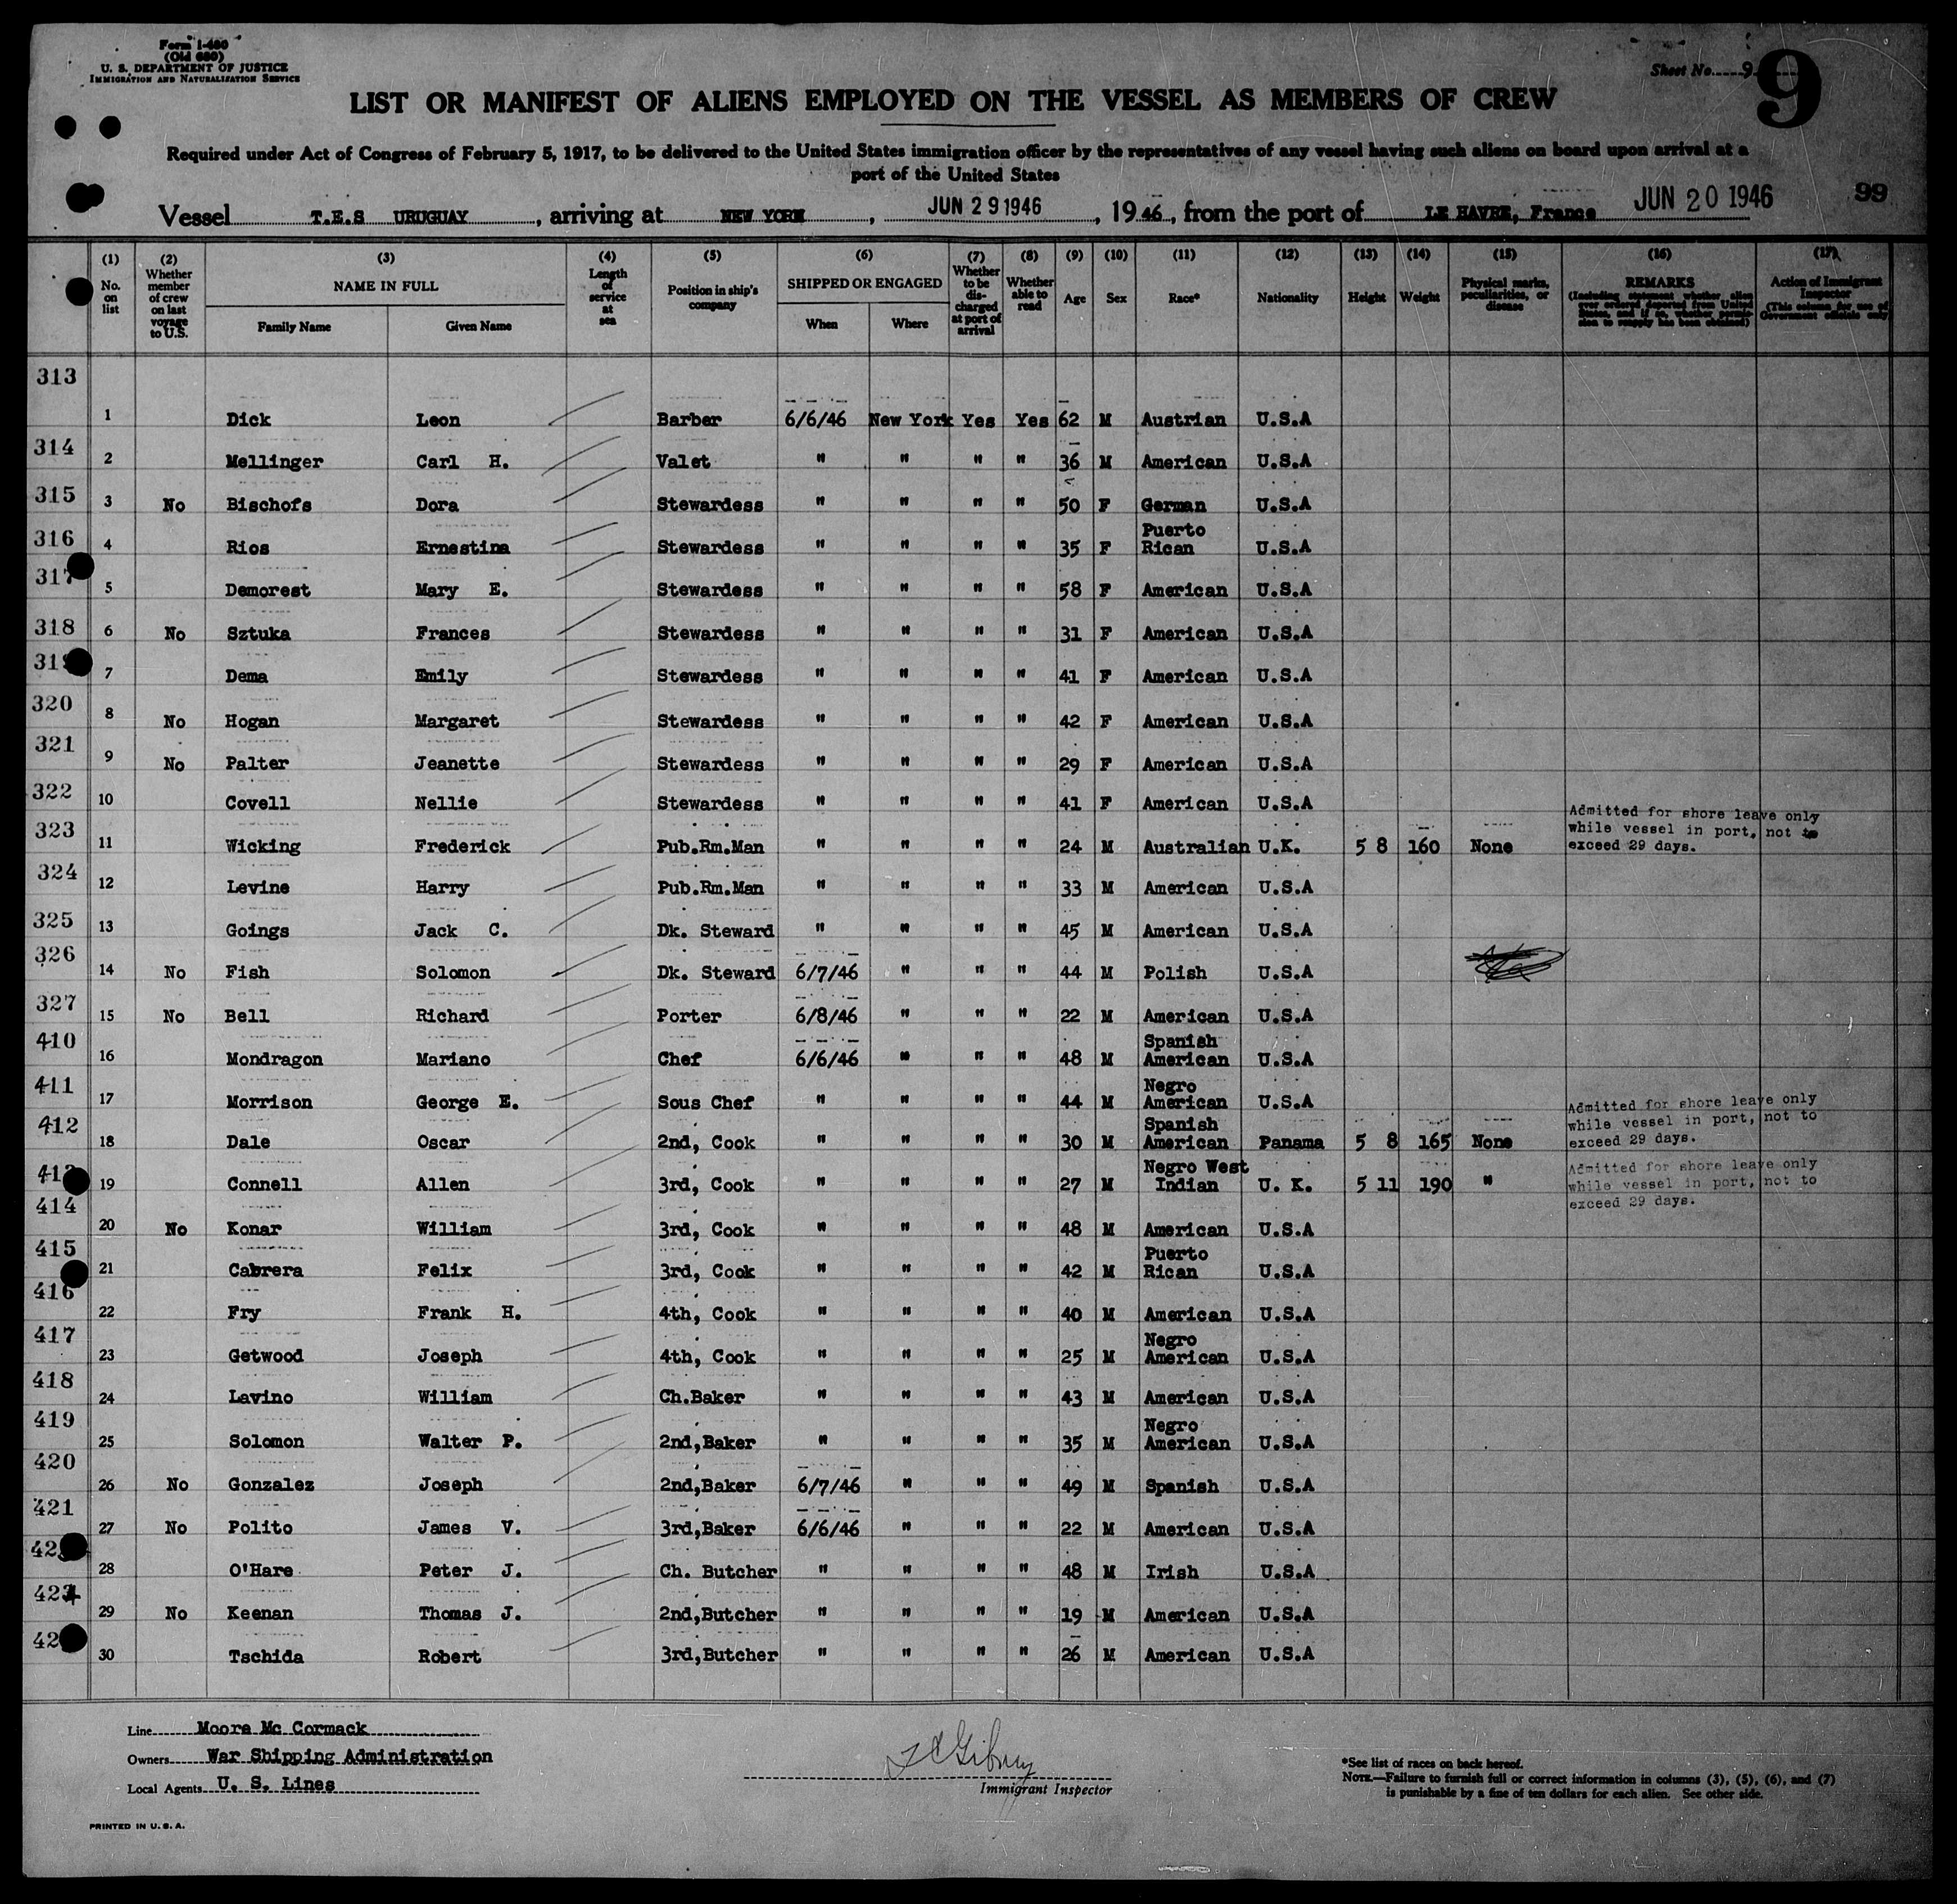 Form I-480
(Old 689)
U. S. DEPARTMENT OF JUSTICE
IMMIGRATION AND NATURALIZATION SERVICE
Sheet No. 9
9
LIST OR MANIFEST OF ALIENS EMPLOYED ON THE VESSEL AS MEMBERS OF CREW
Required under Act of Congress of February 5, 1917, to be delivered to the United States immigration officer by the representatives of any vessel having such aliens on board upon arrival at a
port of the United States
Vessel T.E.S URUGUAY, arriving at NEW YORK, JUN 29 1946, 1946, from the port of LE HAVRE, France JUN 20 1946 99
(1) No. on list
(2) Whether member of crew on last voyage to U.S.
(3) NAME IN FULL Family Name Given Name
(4) Length of service at sea
(5) Position in ship's company
(6) SHIPPED OR ENGAGED When Where
(7) Whether to be discharged at port of arrival
(8) Whether able to read
(9) Age
(10) Sex
(11) Race*
(12) Nationality
(13) Height
(14) Weight
(15) Physical marks, peculiarities, or disease
(16) REMARKS (Including statement whether alien ever ordered deported from United States, and if so, whether permission to reapply has been obtained)
(17) Action of Immigrant Inspector (This column for use of Government officials only)
313 1 Dick Leon Barber 6/6/46 New York Yes Yes 62 M Austrian U.S.A
314 2 Mellinger Carl H. Valet " " " " 36 M American U.S.A
315 3 No Bischofs Dora Stewardess " " " " 50 F German U.S.A
316 4 Rios Ernestina Stewardess " " " " 35 F Puerto Rican U.S.A
317 5 Demorest Mary E. Stewardess " " " " 58 F American U.S.A
318 6 No Sztuka Frances Stewardess " " " " 31 F American U.S.A
7 Dema Emily Stewardess " " " " 41 F American U.S.A
320 8 No Hogan Margaret Stewardess " " " " 42 F American U.S.A
321 9 No Palter Jeanette Stewardess " " " " 29 F American U.S.A
322 10 Covell Nellie Stewardess " " " " 41 F American U.S.A
323 11 Wicking Frederick Pub.Rm.Man " " " " 24 M Australian U.K. 5 8 160 None Admitted for shore leave only while vessel in port, not to exceed 29 days.
324 12 Levine Harry Pub.Rm.Man " " " " 33 M American U.S.A
325 13 Goings Jack C. Dk. Steward " " " " 45 M American U.S.A
326 14 No Fish Solomon Dk. Steward 6/7/46 " " " 44 M Polish U.S.A
327 15 No Bell Richard Porter 6/8/46 " " " 22 M American U.S.A
410 16 Mondragon Mariano Chef 6/6/46 " " " 48 M Spanish American U.S.A
411 17 Morrison George E. Sous Chef " " " " 44 M Negro American U.S.A
412 18 Dale Oscar 2nd, Cook " " " " 30 M Spanish American Panama 5 8 165 None Admitted for shore leave only while vessel in port, not to exceed 29 days.
19 Connell Allen 3rd, Cook " " " " 27 M Negro West Indian U. K. 5 11 190 " Admitted for shore leave only while vessel in port, not to exceed 29 days.
414 20 No Konar William 3rd, Cook " " " " 48 M American U.S.A
415 21 Cabrera Felix 3rd, Cook " " " " 42 M Puerto Rican U.S.A
416 22 Fry Frank H. 4th, Cook " " " " 40 M American U.S.A
417 23 Getwood Joseph 4th, Cook " " " " 25 M Negro American U.S.A
418 24 Lavino William Ch.Baker " " " " 43 M American U.S.A
419 25 Solomon Walter P. 2nd,Baker " " " " 35 M Negro American U.S.A
420 26 No Gonzalez Joseph 2nd,Baker 6/7/46 " " " 49 M Spanish U.S.A
421 27 No Polito James V. 3rd,Baker 6/6/46 " " " 22 M American U.S.A
28 O'Hare Peter J. Ch. Butcher " " " " 48 M Irish U.S.A
29 No Keenan Thomas J. 2nd,Butcher " " " " 19 M American U.S.A
30 Tschida Robert 3rd,Butcher " " " " 26 M American U.S.A
Line Moore Mc Cormack
Owners War Shipping Administration
Local Agents U. S. Lines
Immigrant Inspector
*See list of races on back hereof.
NOTE.—Failure to furnish full or correct information in columns (3), (5), (6), and (7)
is punishable by a fine of ten dollars for each alien. See other side.
PRINTED IN U. S. A.